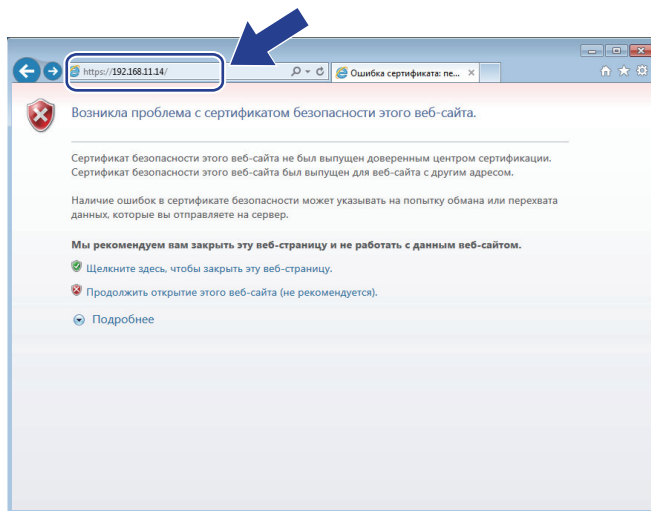 https://192.168.11.14/
Ошибка сертификата: пе...
Возникла проблема с сертификатом безопасности этого веб-сайта.
Сертификат безопасности этого веб-сайта не был выпущен доверенным центром сертификации.
Сертификат безопасности этого веб-сайта был выпущен для веб-сайта с другим адресом.
Наличие ошибок в сертификате безопасности может указывать на попытку обмана или перехвата
данных, которые вы отправляете на сервер.
Мы рекомендуем вам закрыть эту веб-страницу и не работать с данным веб-сайтом.
Щелкните здесь, чтобы закрыть эту веб-страницу.
Продолжить открытие этого веб-сайта (не рекомендуется).
Подробнее